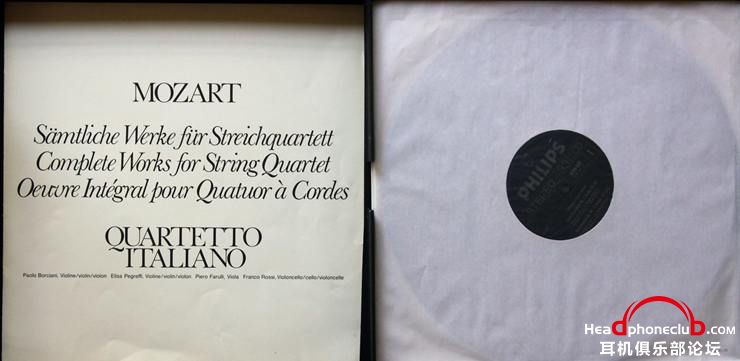 MOZART
Sämtliche Werke für Streichquartett
Complete Works for String Quartet
Oeuvre Intégral pour Quatuor à Cordes
QUARTETTO
ITALIANO
Paolo Borciani, Violine/violin/violon Elisa Pegreffi, Violine/violin/violon Piero Farulli, Viola Franco Rossi, Violoncello/cello/violoncelle
PHILIPS
Headphoneclub.com
耳机俱乐部论坛